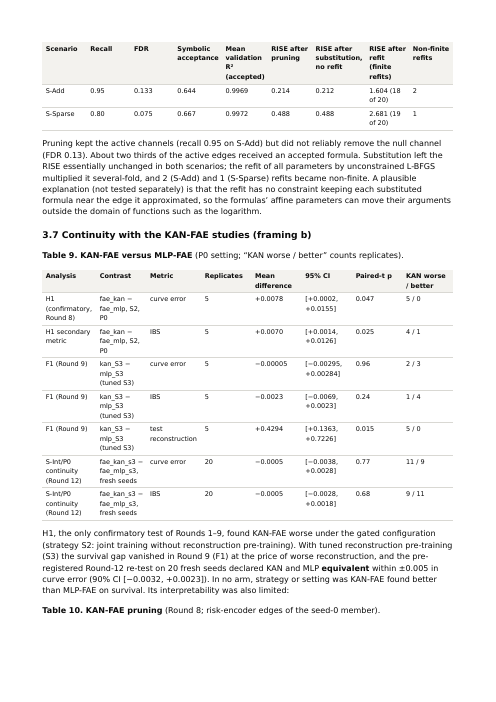 Scenario Recall FDR Symbolic acceptance Mean validation R² (accepted) RISE after pruning RISE after substitution, no refit RISE after refit (finite refits) Non-finite refits
S-Add 0.95 0.133 0.644 0.9969 0.214 0.212 1.604 (18 of 20) 2
S-Sparse 0.80 0.075 0.667 0.9972 0.488 0.488 2.681 (19 of 20) 1
Pruning kept the active channels (recall 0.95 on S-Add) but did not reliably remove the null channel
(FDR 0.13). About two thirds of the active edges received an accepted formula. Substitution left the
RISE essentially unchanged in both scenarios; the refit of all parameters by unconstrained L-BFGS
multiplied it several-fold, and 2 (S-Add) and 1 (S-Sparse) refits became non-finite. A plausible
explanation (not tested separately) is that the refit has no constraint keeping each substituted
formula near the edge it approximated, so the formulas’ affine parameters can move their arguments
outside the domain of functions such as the logarithm.
3.7 Continuity with the KAN-FAE studies (framing b)
Table 9. KAN-FAE versus MLP-FAE (P0 setting; “KAN worse / better” counts replicates).
Analysis Contrast Metric Replicates Mean difference 95% CI Paired-t p KAN worse / better
H1 (confirmatory, Round 8) fae_kan − fae_mlp, S2, P0 curve error 5 +0.0078 [+0.0002, +0.0155] 0.047 5 / 0
H1 secondary metric fae_kan − fae_mlp, S2, P0 IBS 5 +0.0070 [+0.0014, +0.0126] 0.025 4 / 1
F1 (Round 9) kan_S3 − mlp_S3 (tuned S3) curve error 5 −0.00005 [−0.00295, +0.00284] 0.96 2 / 3
F1 (Round 9) kan_S3 − mlp_S3 (tuned S3) IBS 5 −0.0023 [−0.0069, +0.0023] 0.24 1 / 4
F1 (Round 9) kan_S3 − mlp_S3 (tuned S3) test reconstruction 5 +0.4294 [+0.1363, +0.7226] 0.015 5 / 0
S-Int/P0 continuity (Round 12) fae_kan_s3 − fae_mlp_s3, fresh seeds curve error 20 −0.0005 [−0.0038, +0.0028] 0.77 11 / 9
S-Int/P0 continuity (Round 12) fae_kan_s3 − fae_mlp_s3, fresh seeds IBS 20 −0.0005 [−0.0028, +0.0018] 0.68 9 / 11
H1, the only confirmatory test of Rounds 1–9, found KAN-FAE worse under the gated configuration
(strategy S2: joint training without reconstruction pre-training). With tuned reconstruction pre-training
(S3) the survival gap vanished in Round 9 (F1) at the price of worse reconstruction, and the pre-
registered Round-12 re-test on 20 fresh seeds declared KAN and MLP equivalent within ±0.005 in
curve error (90% CI [−0.0032, +0.0023]). In no arm, strategy or setting was KAN-FAE found better
than MLP-FAE on survival. Its interpretability was also limited:
Table 10. KAN-FAE pruning (Round 8; risk-encoder edges of the seed-0 member).